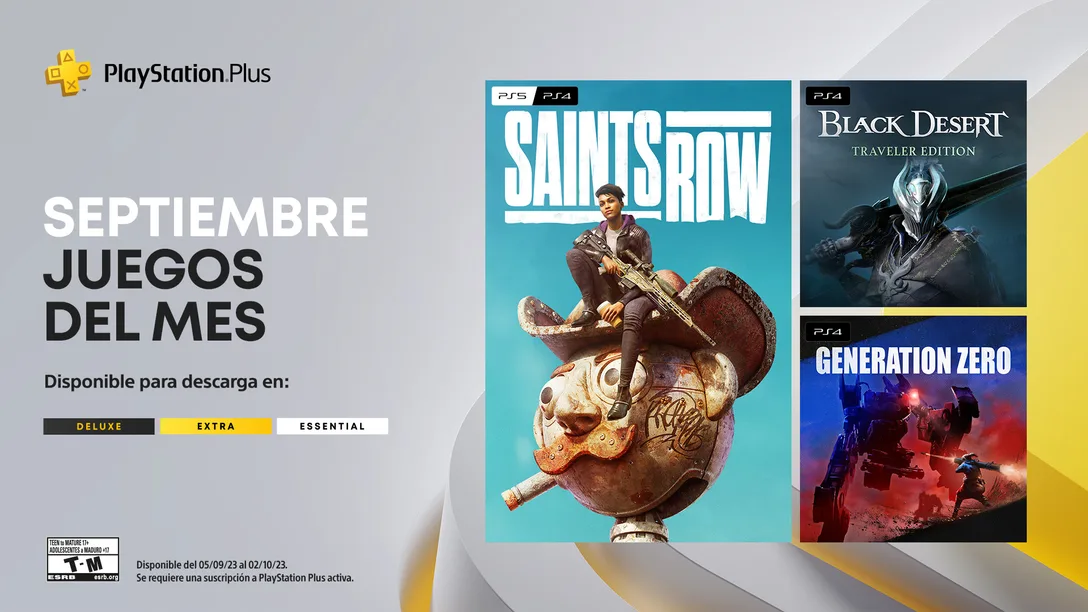 PlayStation Plus
SEPTIEMBRE
JUEGOS
DEL MES
Disponible para descarga en:
DELUXE EXTRA ESSENTIAL
TEEN to MATURE 17+
ADOLESCENTES a MADURO +17
T-M
ESRB esrb.org
Disponible del 05/09/23 al 02/10/23.
Se requiere una suscripción a PlayStation Plus activa.
PS5 PS4
SAINTS
ROW
PS4
BLACK DESERT
TRAVELER EDITION
PS4
GENERATION ZERO